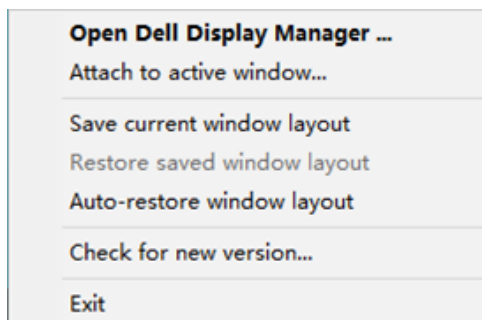 Open Dell Display Manager ...
Attach to active window...
Save current window layout
Restore saved window layout
Auto-restore window layout
Check for new version...
Exit